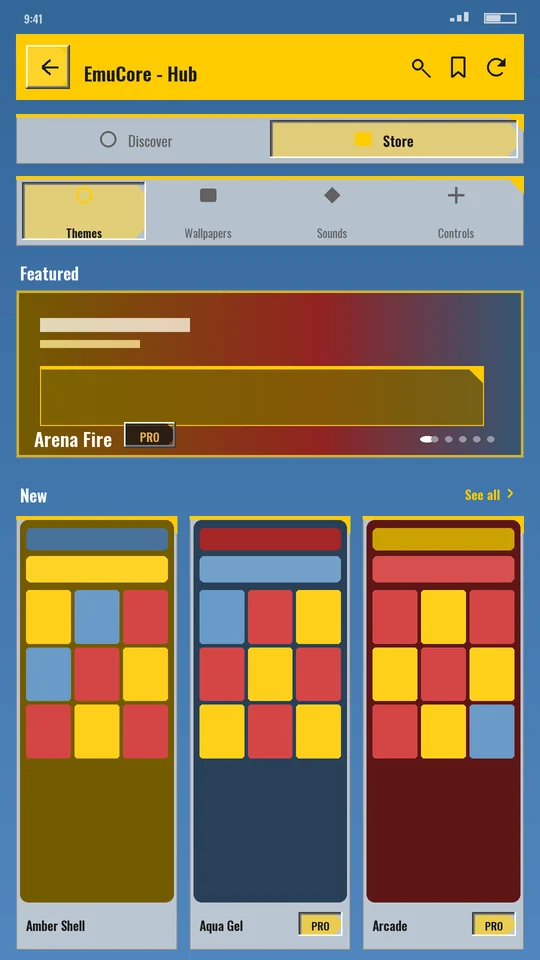 9:41
EmuCore - Hub
Discover
Store
Themes
Wallpapers
Sounds
Controls
Featured
Arena Fire
PRO
New
See all
Amber Shell
Aqua Gel
PRO
Arcade
PRO